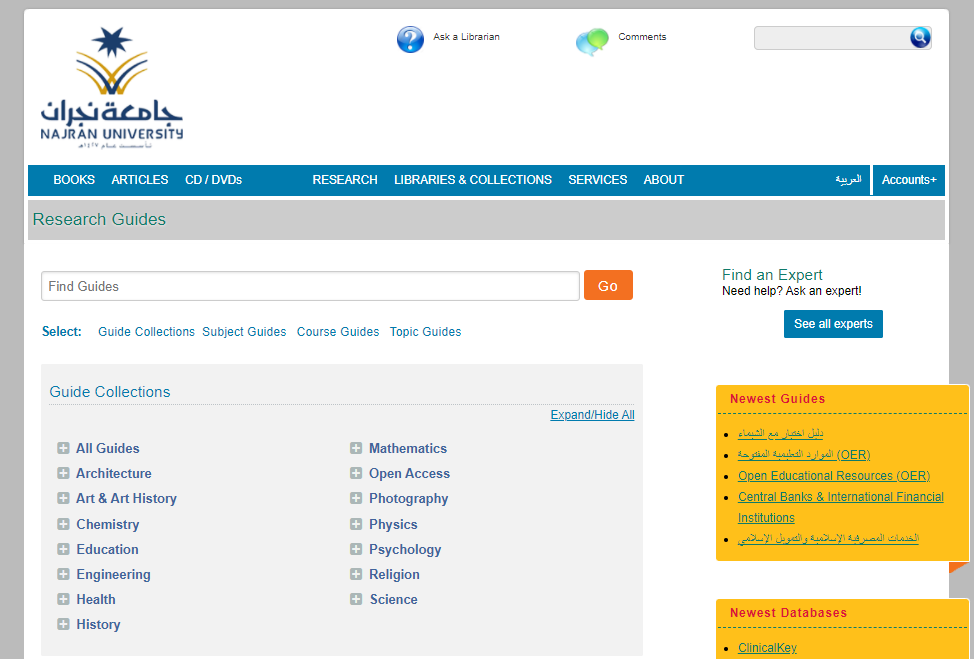 Ask a Librarian
Comments
جامعة نجران
NAJRAN UNIVERSITY
BOOKS ARTICLES CD / DVDs RESEARCH LIBRARIES & COLLECTIONS SERVICES ABOUT العربية Accounts+
Research Guides
Find Guides
Go
Select: Guide Collections Subject Guides Course Guides Topic Guides
Guide Collections
Expand/Hide All
All Guides
Architecture
Art & Art History
Chemistry
Education
Engineering
Health
History
Mathematics
Open Access
Photography
Physics
Psychology
Religion
Science
Find an Expert
Need help? Ask an expert!
See all experts
Newest Guides
دليل اختبار مع الشيماء
الموارد التعليمية المفتوحة (OER)
Open Educational Resources (OER)
Central Banks & International Financial
Institutions
الخدمات المصرفية الإسلامية والتمويل الإسلامي
Newest Databases
ClinicalKey